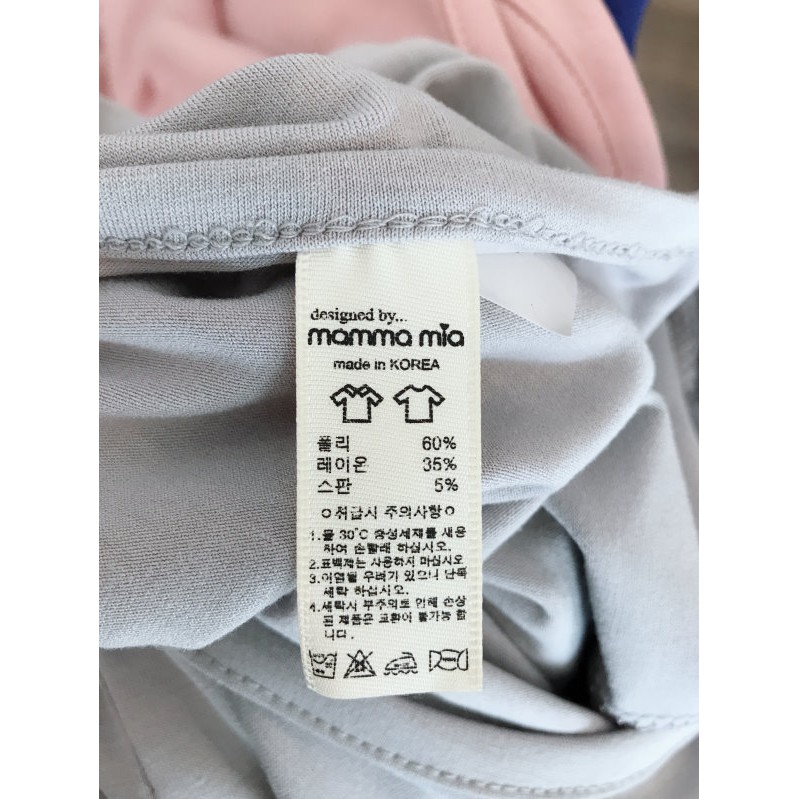 designed by...
mamma mia
made in KOREA
폴리 60%
레이온 35%
스판 5%
ㅇ취급시 주의사항ㅇ
1.물 30℃ 중성세재를 새용
하여 손빨래 하십시오.
2.표백제는 사용하지 마십시오
3.이염될 우려가 있으니 단독
세탁 하십시오.
4.세탁시 부주의로 인해 손상
된 제품은 교환이 불가능 합
니다.